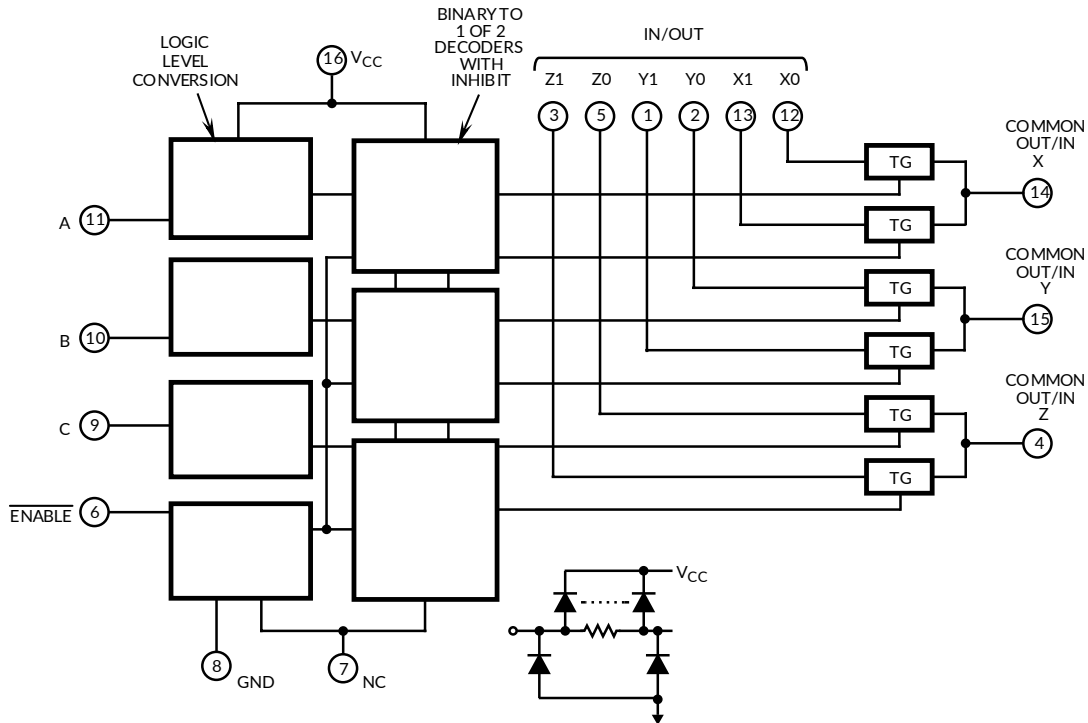 LOGIC
LEVEL
CONVERSION
16 VCC
BINARY TO
1 OF 2
DECODERS
WITH
INHIBIT
IN/OUT
Z1 Z0 Y1 Y0 X1 X0
3 5 1 2 13 12
COMMON
OUT/IN
X
14
TG
TG
A 11
COMMON
OUT/IN
Y
15
TG
TG
B 10
COMMON
OUT/IN
Z
4
TG
TG
C 9
ENABLE 6
8 GND
7 NC
VCC